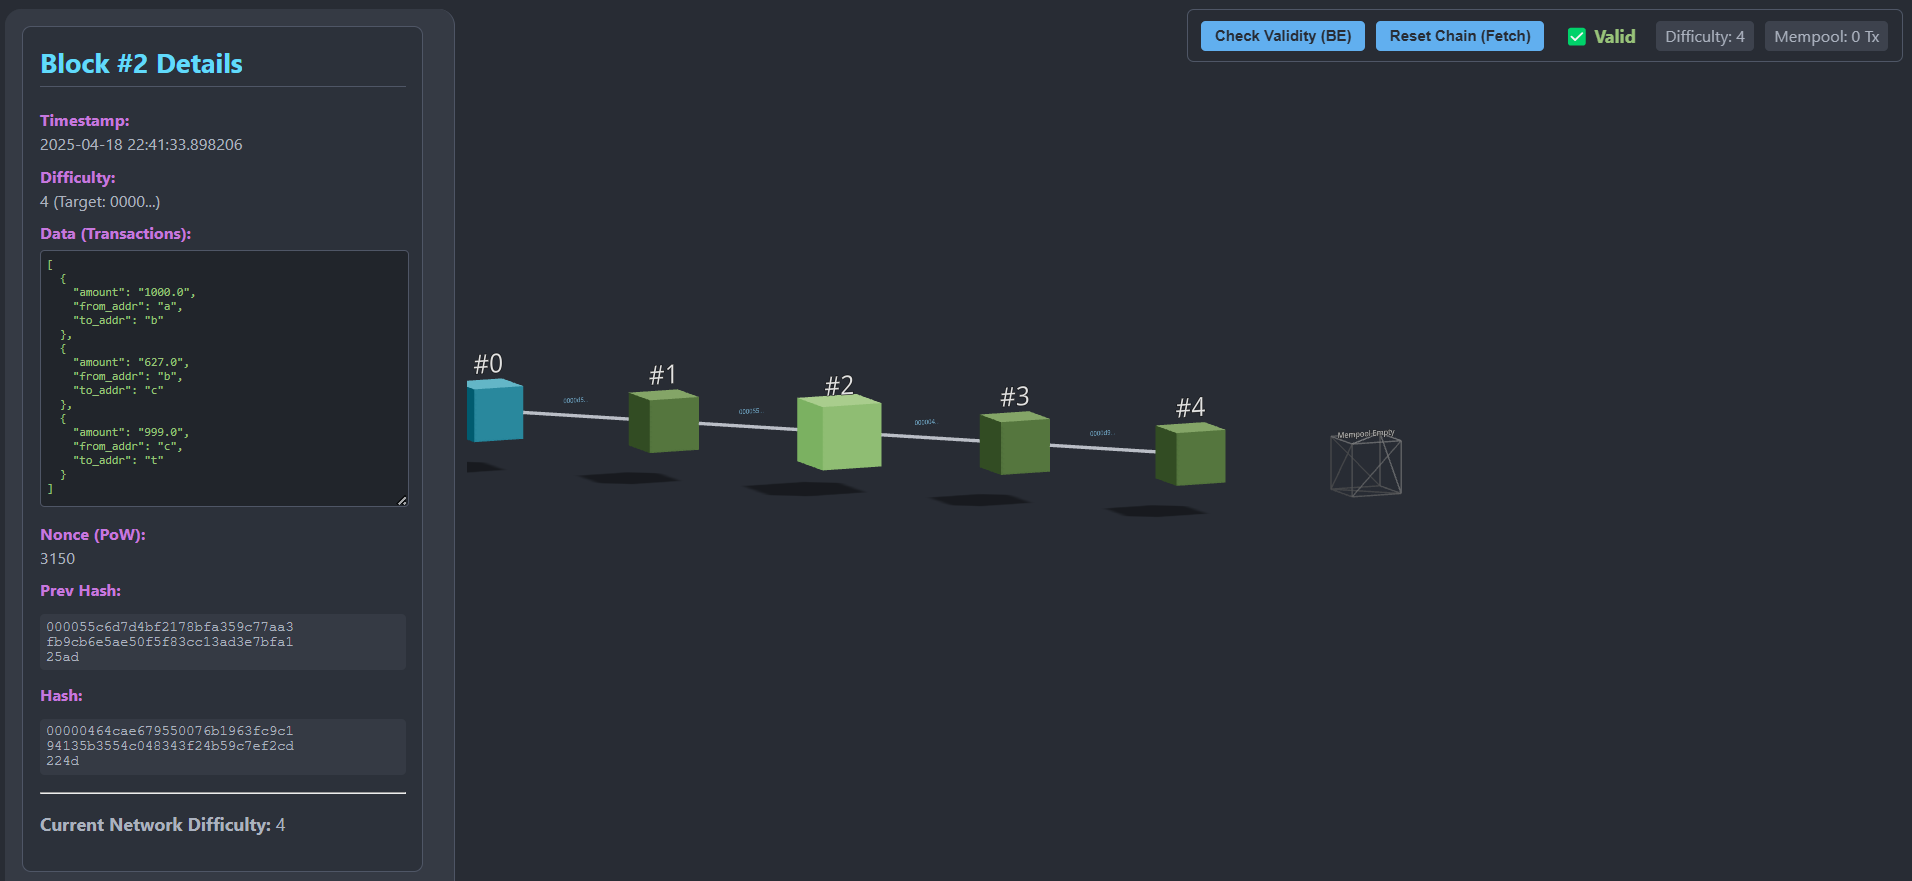 Block #2 Details
Timestamp:
2025-04-18 22:41:33.898206
Difficulty:
4 (Target: 0000...)
Data (Transactions):
[
  {
    "amount": "1000.0",
    "from_addr": "a",
    "to_addr": "b"
  },
  {
    "amount": "627.0",
    "from_addr": "b",
    "to_addr": "c"
  },
  {
    "amount": "999.0",
    "from_addr": "c",
    "to_addr": "t"
  }
]
Nonce (PoW):
3150
Prev Hash:
000055c6d7d4bf2178bfa359c77aa3
fb9cb6e5ae50f5f83cc13ad3e7bfa1
25ad
Hash:
00000464cae679550076b1963fc9c1
94135b3554c048343f24b59c7ef2cd
224d
Current Network Difficulty: 4
Check Validity (BE)
Reset Chain (Fetch)
Valid
Difficulty: 4
Mempool: 0 Tx
#0
#1
#2
#3
#4
000055...
000004...
Mempool Empty